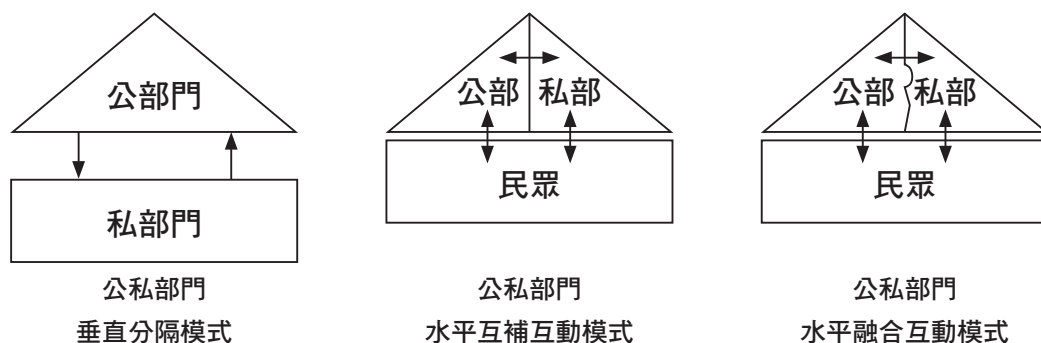 公部門
私部門
公私部門
垂直分隔模式
公部 私部
民眾
公私部門
水平互補互動模式
公部 私部
民眾
公私部門
水平融合互動模式